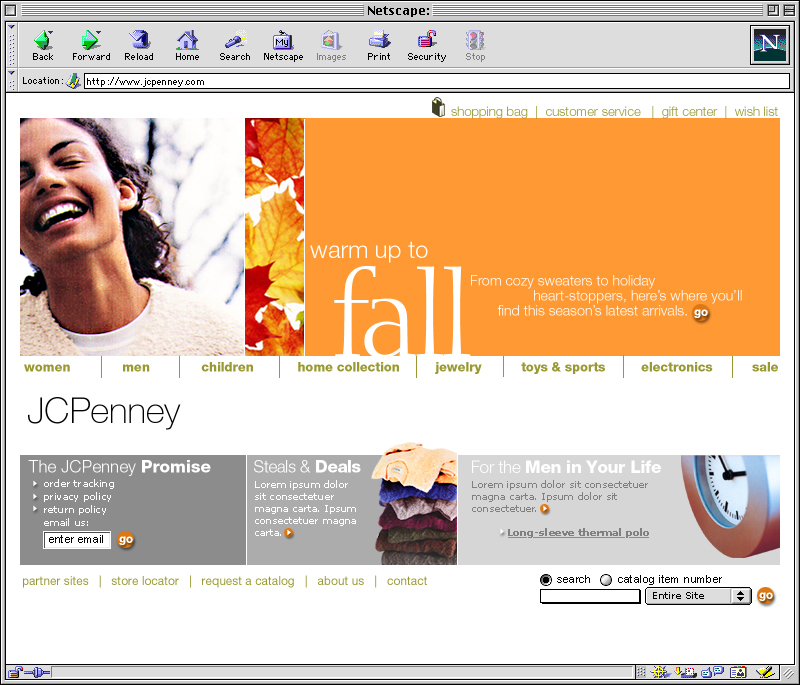 Netscape:
Back Forward Reload Home Search Netscape Images Print Security Stop
My
N
Location: http://www.jcpenney.com
shopping bag | customer service | gift center | wish list
warm up to
fall
From cozy sweaters to holiday
heart-stoppers, here's where you'll
find this season's latest arrivals. go
women men children home collection jewelry toys & sports electronics sale
JCPenney
The JCPenney Promise
order tracking
privacy policy
return policy
email us:
enter email go
Steals & Deals
Lorem ipsum dolor
sit consectetuer
magna carta. Ipsum
consectetuer magna
carta.
For the Men in Your Life
Lorem ipsum dolor sit consectetuer
magna carta. Ipsum dolor sit
consectetuer.
Long-sleeve thermal polo
partner sites | store locator | request a catalog | about us | contact
search catalog item number
Entire Site go